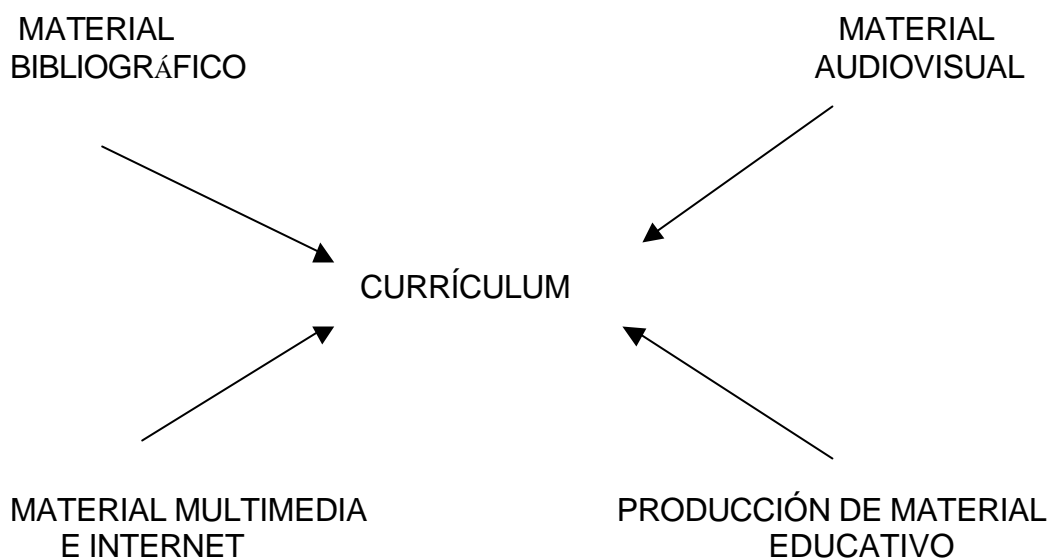 MATERIAL
BIBLIOGRÁFICO
MATERIAL
AUDIOVISUAL
CURRÍCULUM
MATERIAL MULTIMEDIA
E INTERNET
PRODUCCIÓN DE MATERIAL
EDUCATIVO